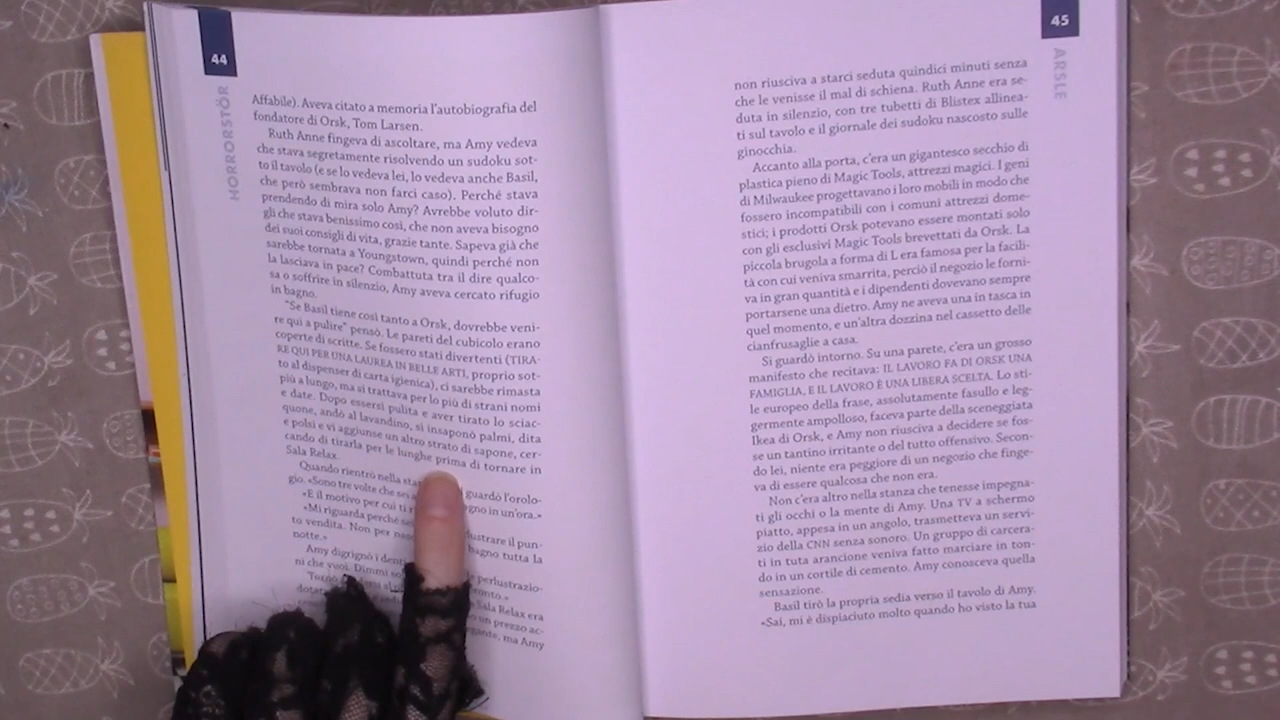 44
HORRORSTÖR
Affabile). Aveva citato a memoria l'autobiografia del
fondatore di Orsk, Tom Larsen.
Ruth Anne fingeva di ascoltare, ma Amy vedeva
che stava segretamente risolvendo un sudoku sot-
to il tavolo (e se lo vedeva lei, lo vedeva anche Basil,
che però sembrava non farci caso). Perché stava
prendendo di mira solo Amy? Avrebbe voluto dir-
gli che stava benissimo così, che non aveva bisogno
dei suoi consigli di vita, grazie tante. Sapeva già che
sarebbe tornata a Youngstown, quindi perché non
la lasciava in pace? Combattuta tra il dire qualco-
sa o soffrire in silenzio, Amy aveva cercato rifugio
in bagno.
"Se Basil tiene così tanto a Orsk, dovrebbe veni-
re qui a pulire" pensò. Le pareti del cubicolo erano
coperte di scritte. Se fossero stati divertenti (TIRA-
RE QUI PER UNA LAUREA IN BELLE ARTI, proprio sot-
to al dispenser di carta igienica), ci sarebbe rimasta
più a lungo, ma si trattava per lo più di strani nomi
e date. Dopo essersi pulita e aver tirato lo sciac-
quone, andò al lavandino, si insaponò palmi, dita
e polsi e vi aggiunse un altro strato di sapone, cer-
cando di tirarla per le lunghe prima di tornare in
Sala Relax.
Quando rientrò nella guardò l'orolo-
gio. «Sono tre volte che sei gno in un'ora.»
«E il motivo per cui ti
«Mi riguarda perché lustrare il pun-
to vendita. Non per bagno tutta la
notte.»
Amy digrignò i denti perlustrazio-
ni che vuoi. Dimmi pronto.»
Tornò Sala Relax era
un prezzo ac-
ma Amy
45
ARSLE
non riusciva a starci seduta quindici minuti senza
che le venisse il mal di schiena. Ruth Anne era se-
duta in silenzio, con tre tubetti di Blistex allinea-
ti sul tavolo e il giornale dei sudoku nascosto sulle
ginocchia.
Accanto alla porta, c'era un gigantesco secchio di
plastica pieno di Magic Tools, attrezzi magici. I geni
di Milwaukee progettavano i loro mobili in modo che
fossero incompatibili con i comuni attrezzi dome-
stici; i prodotti Orsk potevano essere montati solo
con gli esclusivi Magic Tools brevettati da Orsk. La
piccola brugola a forma di L era famosa per la facili-
tà con cui veniva smarrita, perciò il negozio le forni-
va in gran quantità e i dipendenti dovevano sempre
portarsene una dietro. Amy ne aveva una in tasca in
quel momento, e un'altra dozzina nel cassetto delle
cianfrusaglie a casa.
Si guardò intorno. Su una parete, c'era un grosso
manifesto che recitava: IL LAVORO FA DI ORSK UNA
FAMIGLIA, E IL LAVORO È UNA LIBERA SCELTA. Lo sti-
le europeo della frase, assolutamente fasullo e leg-
germente ampolloso, faceva parte della sceneggiata
Ikea di Orsk, e Amy non riusciva a decidere se fos-
se un tantino irritante o del tutto offensivo. Secon-
do lei, niente era peggiore di un negozio che finge-
va di essere qualcosa che non era.
Non c'era altro nella stanza che tenesse impegna-
ti gli occhi o la mente di Amy. Una TV a schermo
piatto, appesa in un angolo, trasmetteva un servi-
zio della CNN senza sonoro. Un gruppo di carcera-
ti in tuta arancione veniva fatto marciare in ton-
do in un cortile di cemento. Amy conosceva quella
sensazione.
Basil tirò la propria sedia verso il tavolo di Amy.
«Sai, mi è dispiaciuto molto quando ho visto la tua